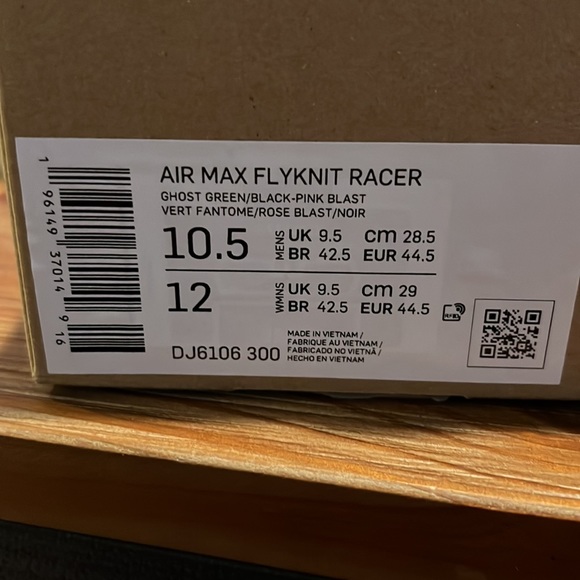 AIR MAX FLYKNIT RACER
GHOST GREEN/BLACK-PINK BLAST
VERT FANTOME/ROSE BLAST/NOIR
10.5 MENS UK 9.5 cm 28.5
BR 42.5 EUR 44.5
12 WMNS UK 9.5 cm 29
BR 42.5 EUR 44.5
DJ6106 300
MADE IN VIETNAM /
FABRIQUE AU VIETNAM /
FABRICADO NO VIETNÃ /
HECHO EN VIETNAM
1 96149 37014 9 16